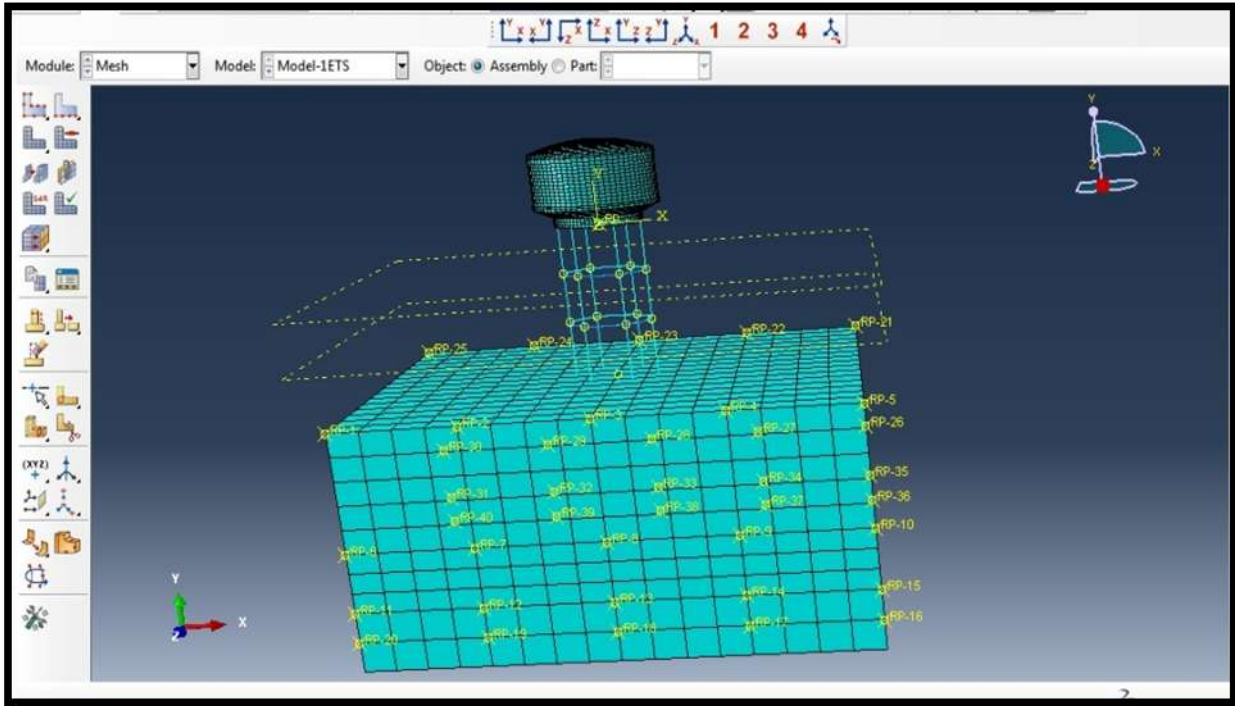 1 2 3 4
Module: Mesh Model: Model-1ETS Object: Assembly Part:
Y
X
Z
Y
X
RP
RP-21
RP-22
RP-23
RP-24
RP-25
RP-1 RP-2 RP-3 RP-4 RP-5
RP-30 RP-29 RP-28 RP-27 RP-26
RP-31 RP-32 RP-33 RP-34 RP-35
RP-40 RP-39 RP-38 RP-37 RP-36
RP-6 RP-7 RP-8 RP-9 RP-10
RP-11 RP-12 RP-13 RP-14 RP-15
RP-20 RP-19 RP-18 RP-17 RP-16
(XYZ)
Y
X
Z